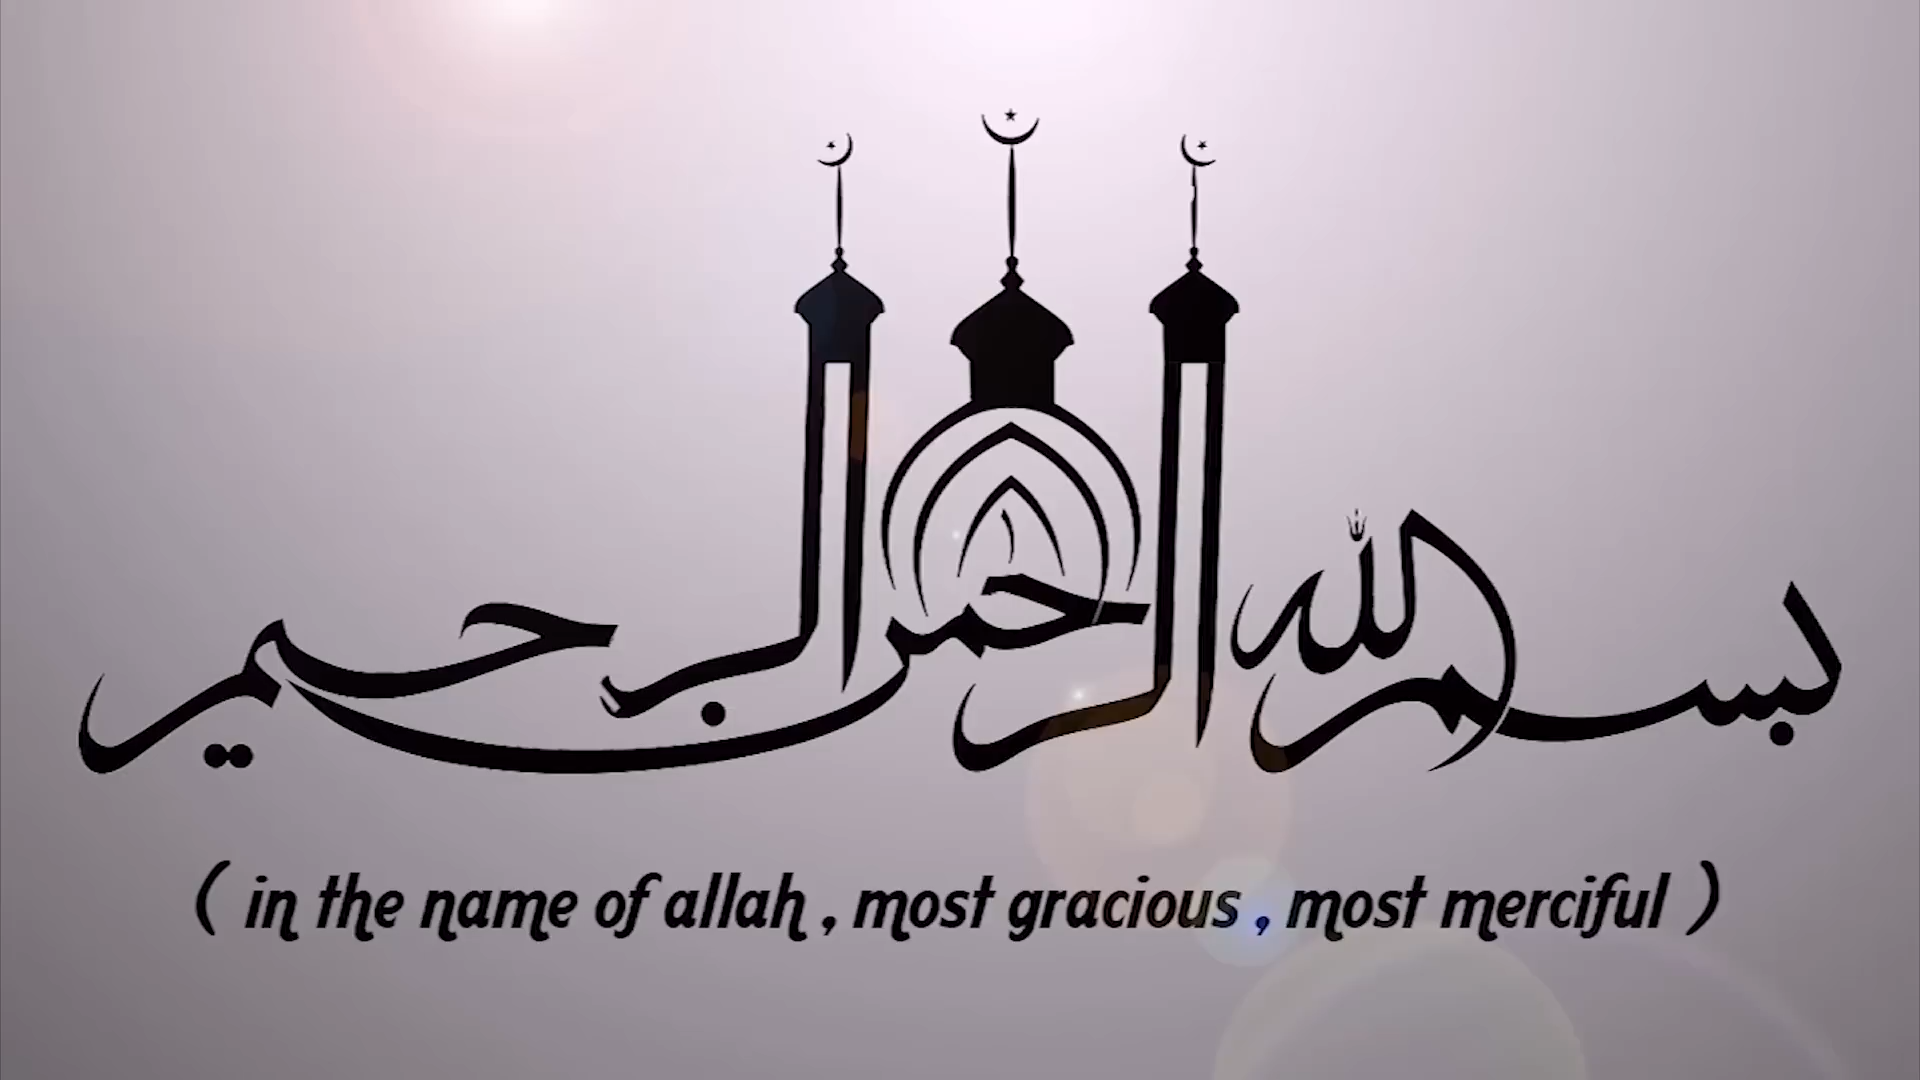 بسم الله الرحمن الرحيم
( in the name of allah , most gracious , most merciful )